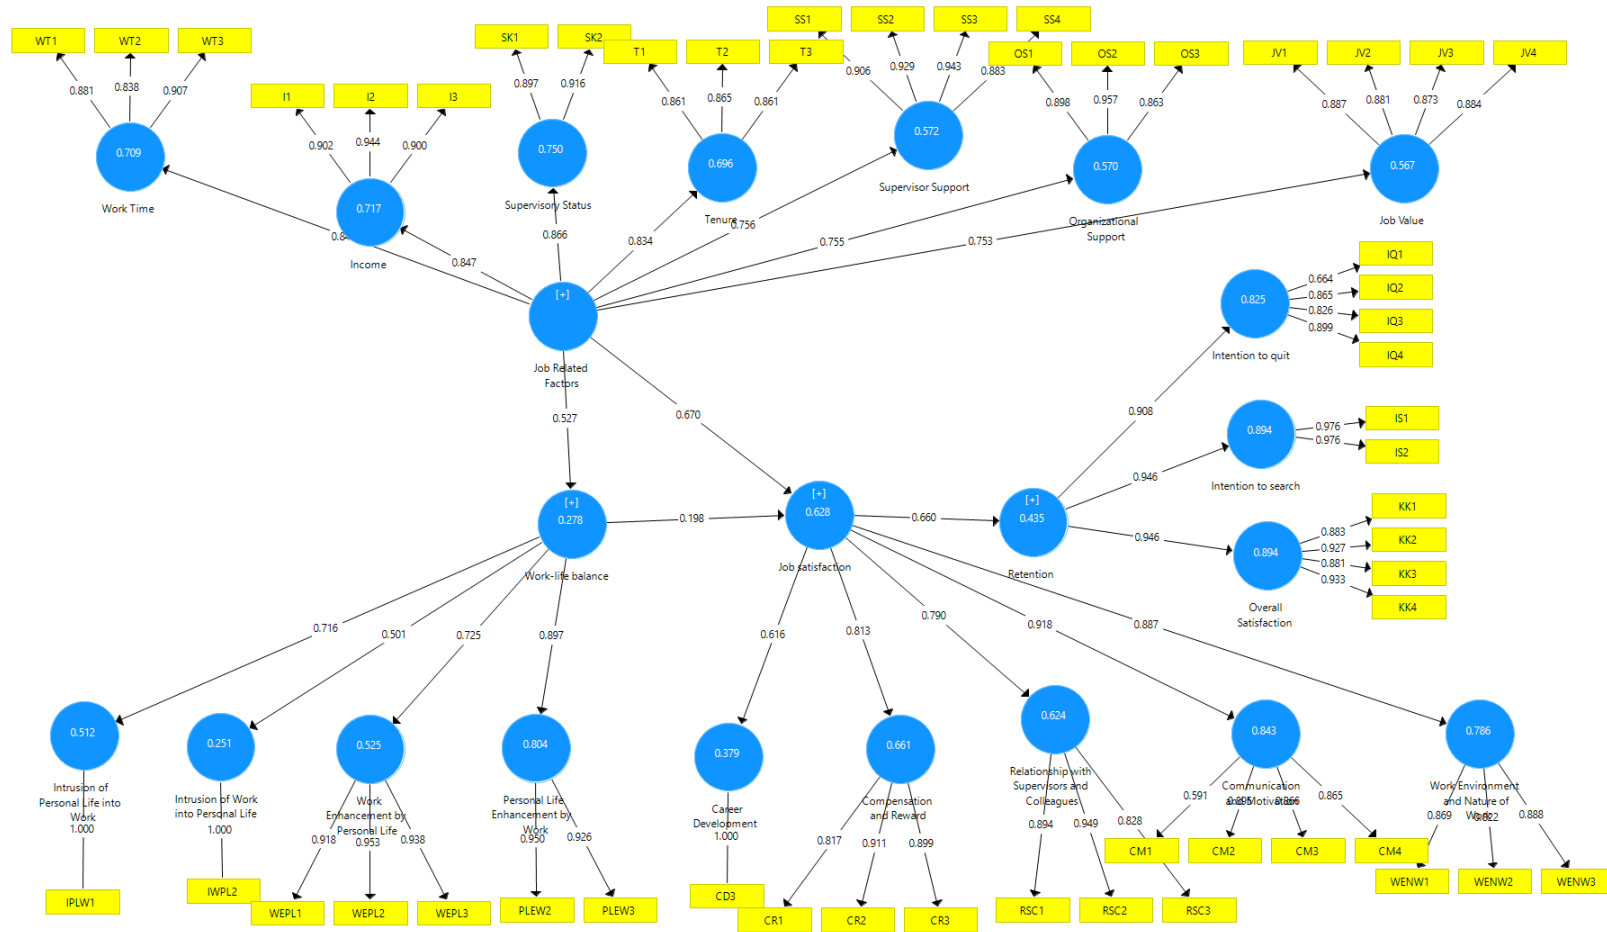 SS1
SS2
SS3
SS4
WT1
WT2
WT3
SK1
SK2
T1
T2
T3
OS1
OS2
OS3
JV1
JV2
JV3
JV4
0.881
0.838
0.907
I1
I2
I3
0.897
0.916
0.861
0.865
0.861
0.906
0.929
0.943
0.883
0.898
0.957
0.863
0.887
0.881
0.873
0.884
0.902
0.944
0.900
0.709
Work Time
0.717
Income
0.750
Supervisory Status
0.696
Tenure
0.572
Supervisor Support
0.570
Organizational
Support
0.567
Job Value
0.847
0.866
0.834
0.756
0.755
0.753
[+]
Job Related
Factors
0.527
0.670
0.825
Intention to quit
0.664
0.865
0.826
0.899
IQ1
IQ2
IQ3
IQ4
0.908
0.894
Intention to search
0.976
0.976
IS1
IS2
0.946
0.946
0.894
Overall
Satisfaction
0.883
0.927
0.881
0.933
KK1
KK2
KK3
KK4
[+]
0.278
Work-life balance
0.198
[+]
0.628
Job satisfaction
0.660
[+]
0.435
Retention
0.716
0.501
0.725
0.897
0.616
0.813
0.790
0.918
0.887
0.512
Intrusion of
Personal Life into
Work
1.000
IPLW1
0.251
Intrusion of Work
into Personal Life
1.000
IWPL2
0.525
Work
Enhancement by
Personal Life
0.918
0.953
0.938
WEPL1
WEPL2
WEPL3
0.804
Personal Life
Enhancement by
Work
0.950
0.926
PLEW2
PLEW3
0.379
Career
Development
1.000
CD3
0.661
Compensation
and Reward
0.817
0.911
0.899
CR1
CR2
CR3
0.624
Relationship with
Supervisors and
Colleagues
0.894
0.949
0.828
RSC1
RSC2
RSC3
0.843
Communication
and Motivation
0.591
0.865
CM1
CM2
CM3
CM4
0.786
Work Environment
and Nature of
Work
0.869
0.888
WENW1
WENW2
WENW3